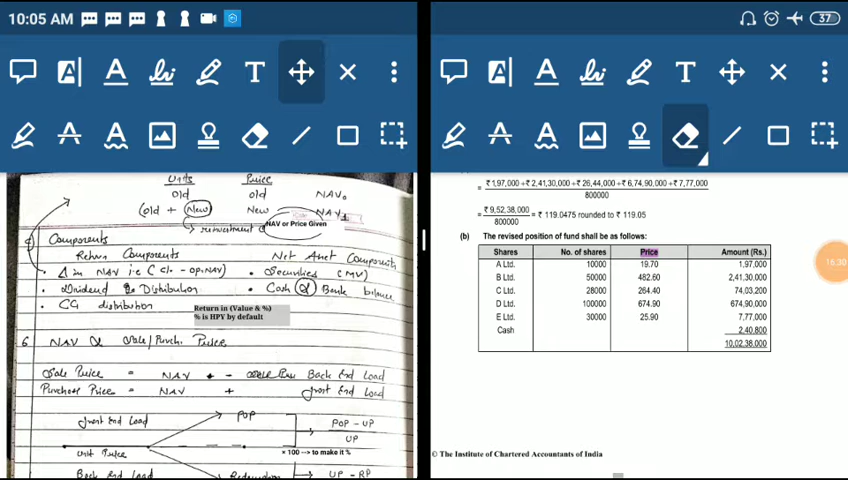 10:05 AM
37
Units Price
Old Old NAV₀
(Old + New) New NAV₁
→ reinvestment
NAV or Price Given
Components
Return Components Net Asset Components
• Δ in NAV i.e (Cl. - Op.NAV) • Securities (MV)
• Dividend Distribution • Cash & Bank balance
• CG distribution
Return in (Value & %)
% is HPY by default
6 NAV & Sale/Purch. Price
Sale Price = NAV - Back End Load
Purchase Price = NAV + Front End Load
Front End Load POP POP - UP
UP
Unit Price × 100 --> to make it %
Back End Load Redemption UP - RP
= ₹ 1,97,000 + ₹ 2,41,30,000 + ₹ 26,44,000 + ₹ 6,74,90,000 + ₹ 7,77,000
800000
= ₹ 9,52,38,000 = ₹ 119.0475 rounded to ₹ 119.05
800000
(b) The revised position of fund shall be as follows:
Shares No. of shares Price Amount (Rs.)
A Ltd. 10000 19.70 1,97,000
B Ltd. 50000 482.60 2,41,30,000
C Ltd. 28000 264.40 74,03,200
D Ltd. 100000 674.90 674,90,000
E Ltd. 30000 25.90 7,77,000
Cash 2,40,800
10,02,38,000
16:30
© The Institute of Chartered Accountants of India